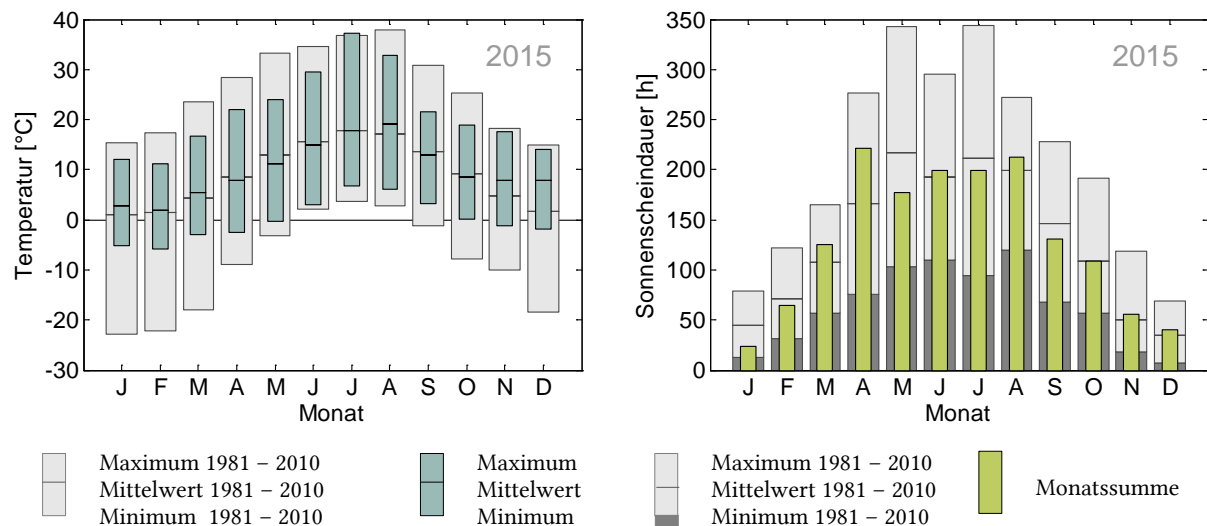 40
30
20
10
0
-10
-20
-30
Temperatur [°C]
2015
J F M A M J J A S O N D
Monat
350
300
250
200
150
100
50
0
Sonnenscheindauer [h]
2015
J F M A M J J A S O N D
Monat
Maximum 1981 – 2010
Mittelwert 1981 – 2010
Minimum 1981 – 2010
Maximum
Mittelwert
Minimum
Maximum 1981 – 2010
Mittelwert 1981 – 2010
Minimum 1981 – 2010
Monatssumme